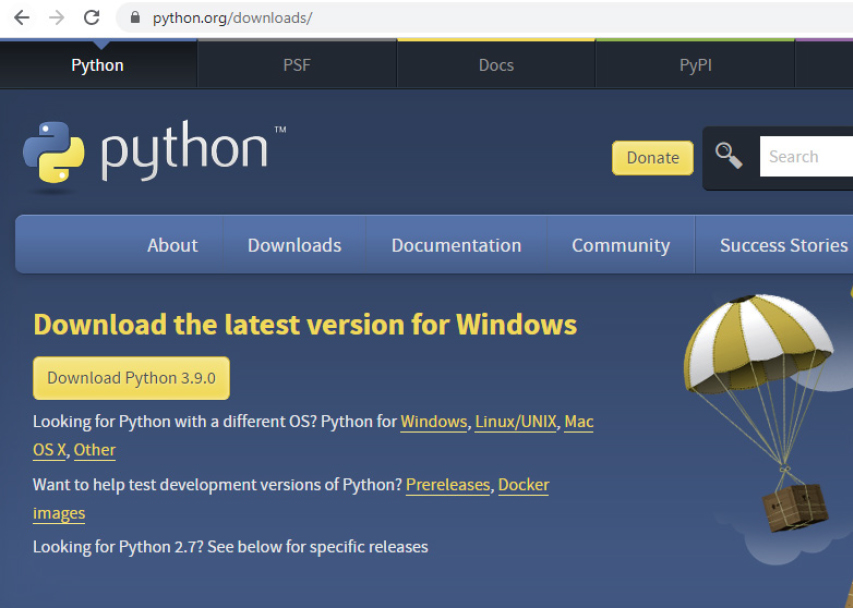 python.org/downloads/
Python PSF Docs PyPI
python™
Donate Search
About Downloads Documentation Community Success Stories
Download the latest version for Windows
Download Python 3.9.0
Looking for Python with a different OS? Python for Windows, Linux/UNIX, Mac
OS X, Other
Want to help test development versions of Python? Prereleases, Docker
images
Looking for Python 2.7? See below for specific releases